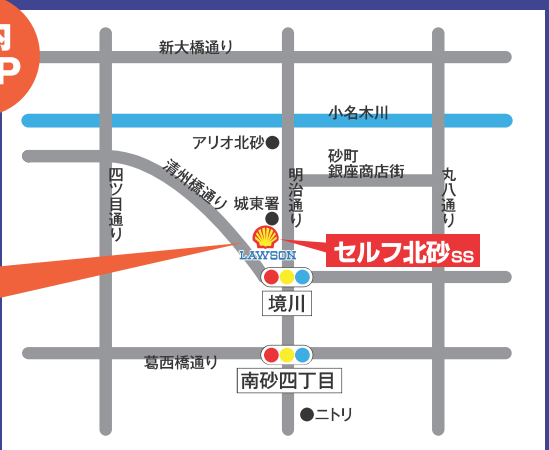 内
P
新大橋通り
小名木川
アリオ北砂
砂町
銀座商店街
清州橋通り
四ツ目通り
明治通り
丸八通り
城東署
LAWSON
セルフ北砂SS
境川
葛西橋通り
南砂四丁目
ニトリ